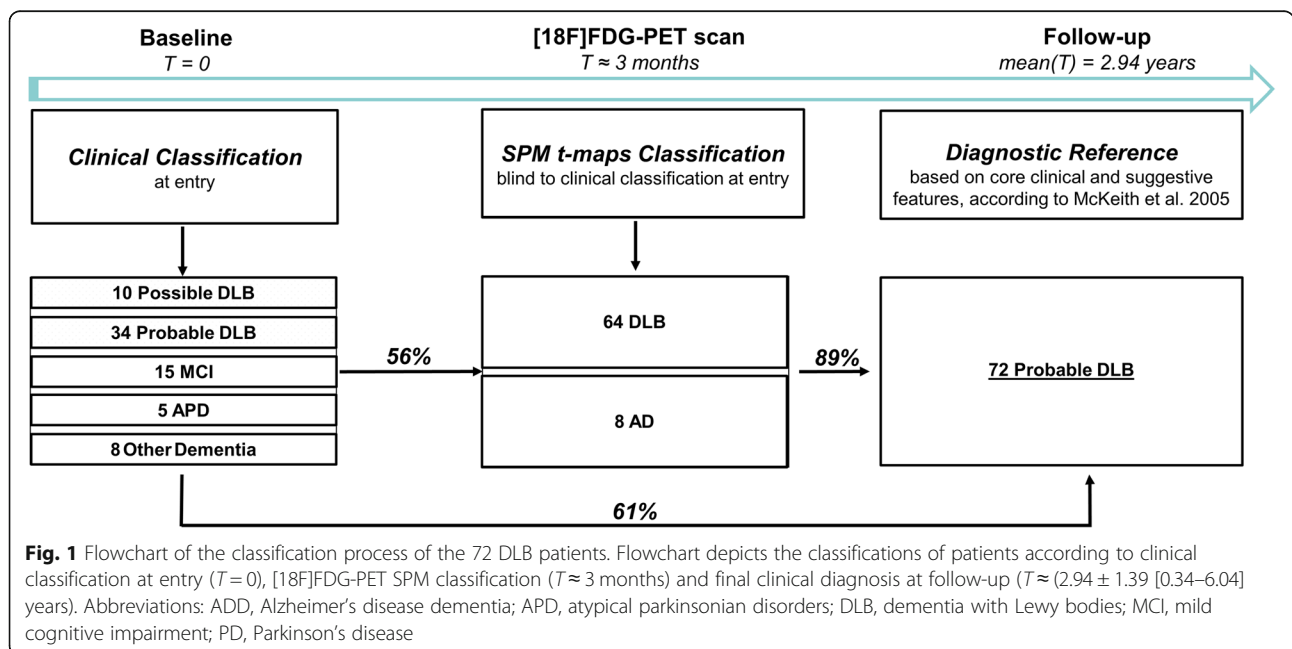 Baseline
T = 0
[18F]FDG-PET scan
T ≈ 3 months
Follow-up
mean(T) = 2.94 years
Clinical Classification
at entry
SPM t-maps Classification
blind to clinical classification at entry
Diagnostic Reference
based on core clinical and suggestive
features, according to McKeith et al. 2005
10 Possible DLB
34 Probable DLB
15 MCI
5 APD
8 Other Dementia
56%
64 DLB
8 AD
89%
72 Probable DLB
61%
Fig. 1 Flowchart of the classification process of the 72 DLB patients. Flowchart depicts the classifications of patients according to clinical
classification at entry (T = 0), [18F]FDG-PET SPM classification (T ≈ 3 months) and final clinical diagnosis at follow-up (T ≈ (2.94 ± 1.39 [0.34–6.04]
years). Abbreviations: ADD, Alzheimer's disease dementia; APD, atypical parkinsonian disorders; DLB, dementia with Lewy bodies; MCI, mild
cognitive impairment; PD, Parkinson's disease